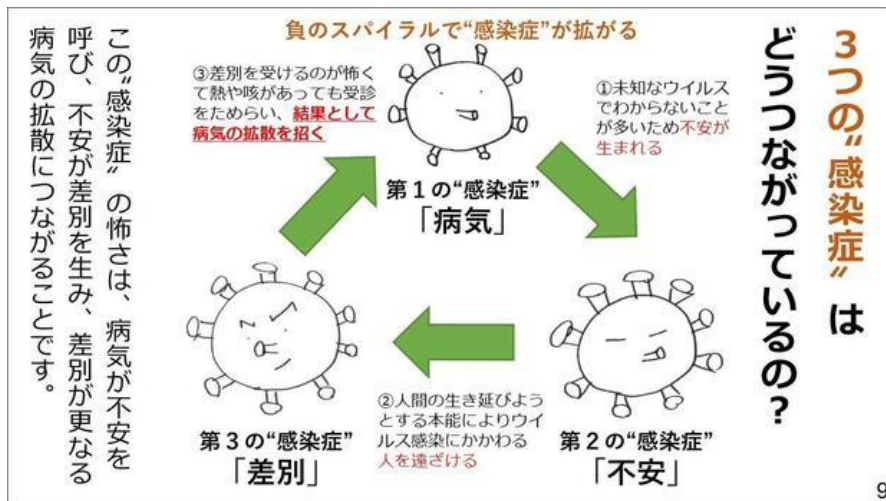 3つの“感染症”は
どうつながっているの?
負のスパイラルで“感染症”が拡がる
①未知なウイルス
でわからないこと
が多いため不安が
生まれる
第1の“感染症”
「病気」
②人間の生き延びよう
とする本能によりウイ
ルス感染にかかわる
人を遠ざける
第2の“感染症”
「不安」
③差別を受けるのが怖く
て熱や咳があっても受診
をためらい、結果として
病気の拡散を招く
第3の“感染症”
「差別」
この“感染症”の怖さは、病気が不安を
呼び、不安が差別を生み、差別が更なる
病気の拡散につながることです。
9